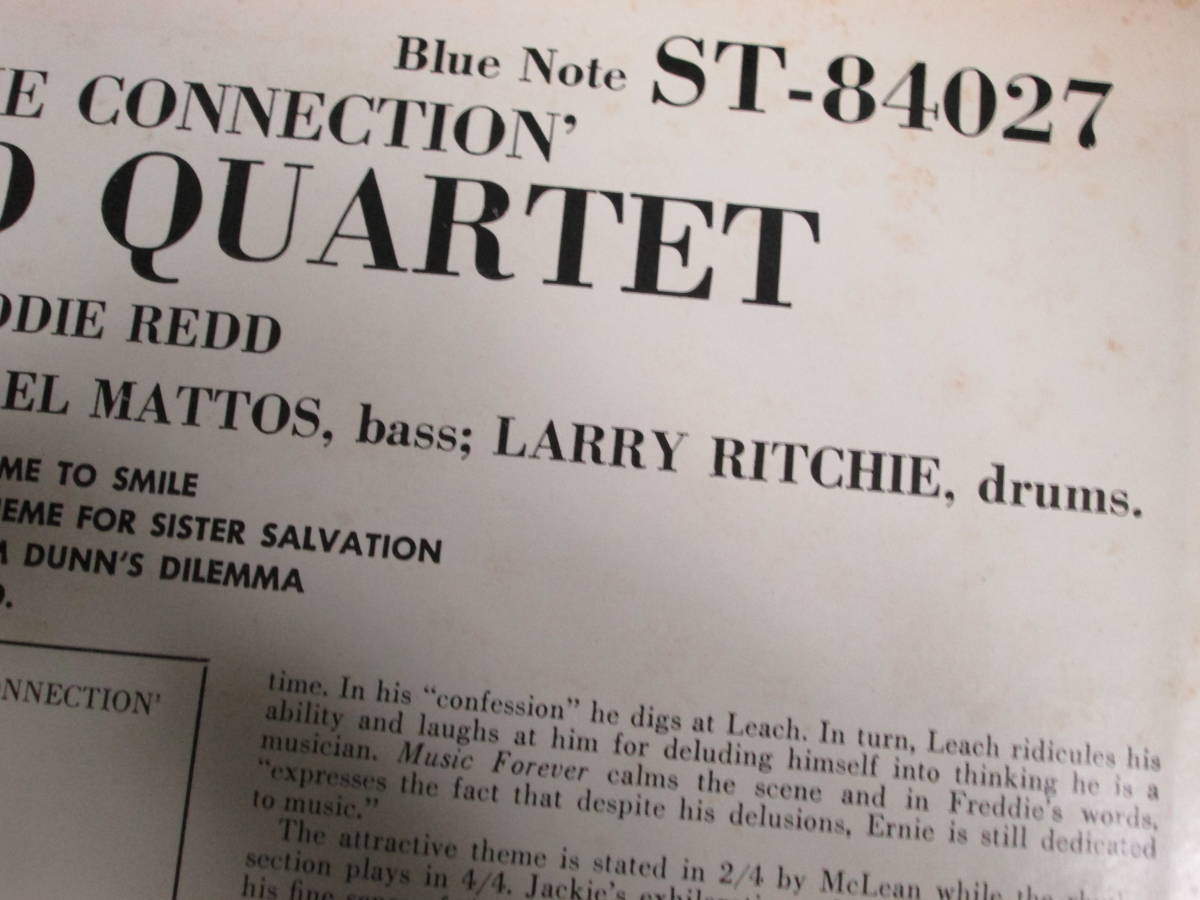 Blue Note ST-84027
E CONNECTION'
QUARTET
DDIE REDD
EL MATTOS, bass; LARRY RITCHIE, drums.
ME TO SMILE
EME FOR SISTER SALVATION
DUNN'S DILEMMA
D.
NNECTION'
time. In his “confession” he digs at Leach. In turn, Leach ridicules his
ability and laughs at him for deluding himself into thinking he is a
musician. Music Forever calms the scene and in Freddie's words,
“expresses the fact that despite his delusions, Ernie is still dedicated
to music.”
The attractive theme is stated in 2/4 by McLean while the
section plays in 4/4. Jackie's
his fine